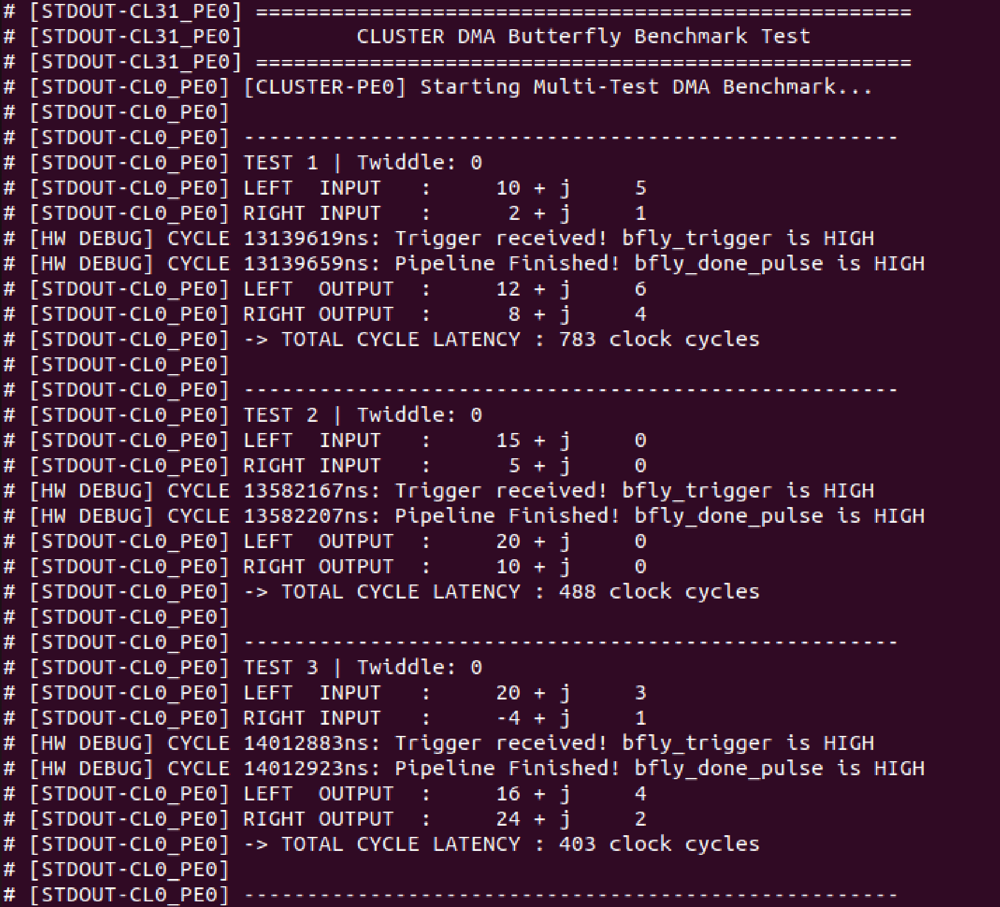 # [STDOUT-CL31_PE0] ====================================================
# [STDOUT-CL31_PE0]         CLUSTER DMA Butterfly Benchmark Test
# [STDOUT-CL31_PE0] ====================================================
# [STDOUT-CL0_PE0] [CLUSTER-PE0] Starting Multi-Test DMA Benchmark...
# [STDOUT-CL0_PE0]
# [STDOUT-CL0_PE0] ----------------------------------------------------
# [STDOUT-CL0_PE0] TEST 1 | Twiddle: 0
# [STDOUT-CL0_PE0] LEFT  INPUT   :     10 + j     5
# [STDOUT-CL0_PE0] RIGHT INPUT   :      2 + j     1
# [HW DEBUG] CYCLE 13139619ns: Trigger received! bfly_trigger is HIGH
# [HW DEBUG] CYCLE 13139659ns: Pipeline Finished! bfly_done_pulse is HIGH
# [STDOUT-CL0_PE0] LEFT  OUTPUT  :     12 + j     6
# [STDOUT-CL0_PE0] RIGHT OUTPUT  :      8 + j     4
# [STDOUT-CL0_PE0] -> TOTAL CYCLE LATENCY : 783 clock cycles
# [STDOUT-CL0_PE0]
# [STDOUT-CL0_PE0] ----------------------------------------------------
# [STDOUT-CL0_PE0] TEST 2 | Twiddle: 0
# [STDOUT-CL0_PE0] LEFT  INPUT   :     15 + j     0
# [STDOUT-CL0_PE0] RIGHT INPUT   :      5 + j     0
# [HW DEBUG] CYCLE 13582167ns: Trigger received! bfly_trigger is HIGH
# [HW DEBUG] CYCLE 13582207ns: Pipeline Finished! bfly_done_pulse is HIGH
# [STDOUT-CL0_PE0] LEFT  OUTPUT  :     20 + j     0
# [STDOUT-CL0_PE0] RIGHT OUTPUT  :     10 + j     0
# [STDOUT-CL0_PE0] -> TOTAL CYCLE LATENCY : 488 clock cycles
# [STDOUT-CL0_PE0]
# [STDOUT-CL0_PE0] ----------------------------------------------------
# [STDOUT-CL0_PE0] TEST 3 | Twiddle: 0
# [STDOUT-CL0_PE0] LEFT  INPUT   :     20 + j     3
# [STDOUT-CL0_PE0] RIGHT INPUT   :     -4 + j     1
# [HW DEBUG] CYCLE 14012883ns: Trigger received! bfly_trigger is HIGH
# [HW DEBUG] CYCLE 14012923ns: Pipeline Finished! bfly_done_pulse is HIGH
# [STDOUT-CL0_PE0] LEFT  OUTPUT  :     16 + j     4
# [STDOUT-CL0_PE0] RIGHT OUTPUT  :     24 + j     2
# [STDOUT-CL0_PE0] -> TOTAL CYCLE LATENCY : 403 clock cycles
# [STDOUT-CL0_PE0]
# [STDOUT-CL0_PE0] ----------------------------------------------------